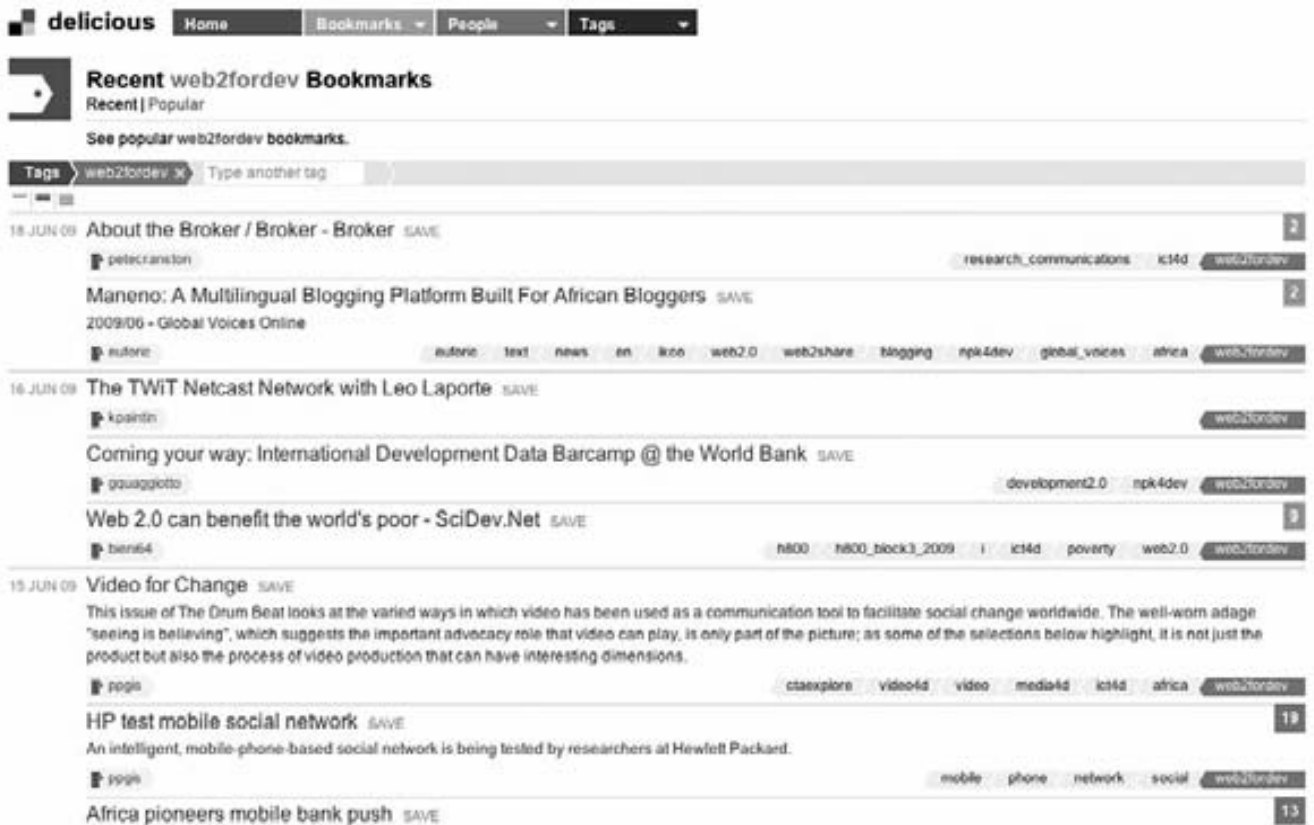 delicious Home Bookmarks People Tags
Recent web2fordev Bookmarks
Recent | Popular
See popular web2fordev bookmarks.
Tags web2fordev x Type another tag
18 JUN 09 About the Broker / Broker - Broker SAVE 2
petecranston research_communications ict4d web2fordev
Maneno: A Multilingual Blogging Platform Built For African Bloggers SAVE 2
2009/06 - Global Voices Online
euforic euforic text news en ikoo web2.0 web2share blogging npk4dev global_voices africa web2fordev
16 JUN 09 The TWiT Netcast Network with Leo Laporte SAVE
kpaintin web2fordev
Coming your way: International Development Data Barcamp @ the World Bank SAVE
gquaggiotto development2.0 npk4dev web2fordev
Web 2.0 can benefit the world's poor - SciDev.Net SAVE 9
h800 h800_block3_2009 i ict4d poverty web2.0 web2fordev
15 JUN 09 Video for Change SAVE
This issue of The Drum Beat looks at the varied ways in which video has been used as a communication tool to facilitate social change worldwide. The well-worn adage
"seeing is believing", which suggests the important advocacy role that video can play, is only part of the picture; as some of the selections below highlight, it is not just the
product but also the process of video production that can have interesting dimensions.
ppgis ctaexplore video4d video media4d ict4d africa web2fordev
HP test mobile social network SAVE 19
An intelligent, mobile-phone-based social network is being tested by researchers at Hewlett Packard.
ppgis mobile phone network social web2fordev
Africa pioneers mobile bank push SAVE 13